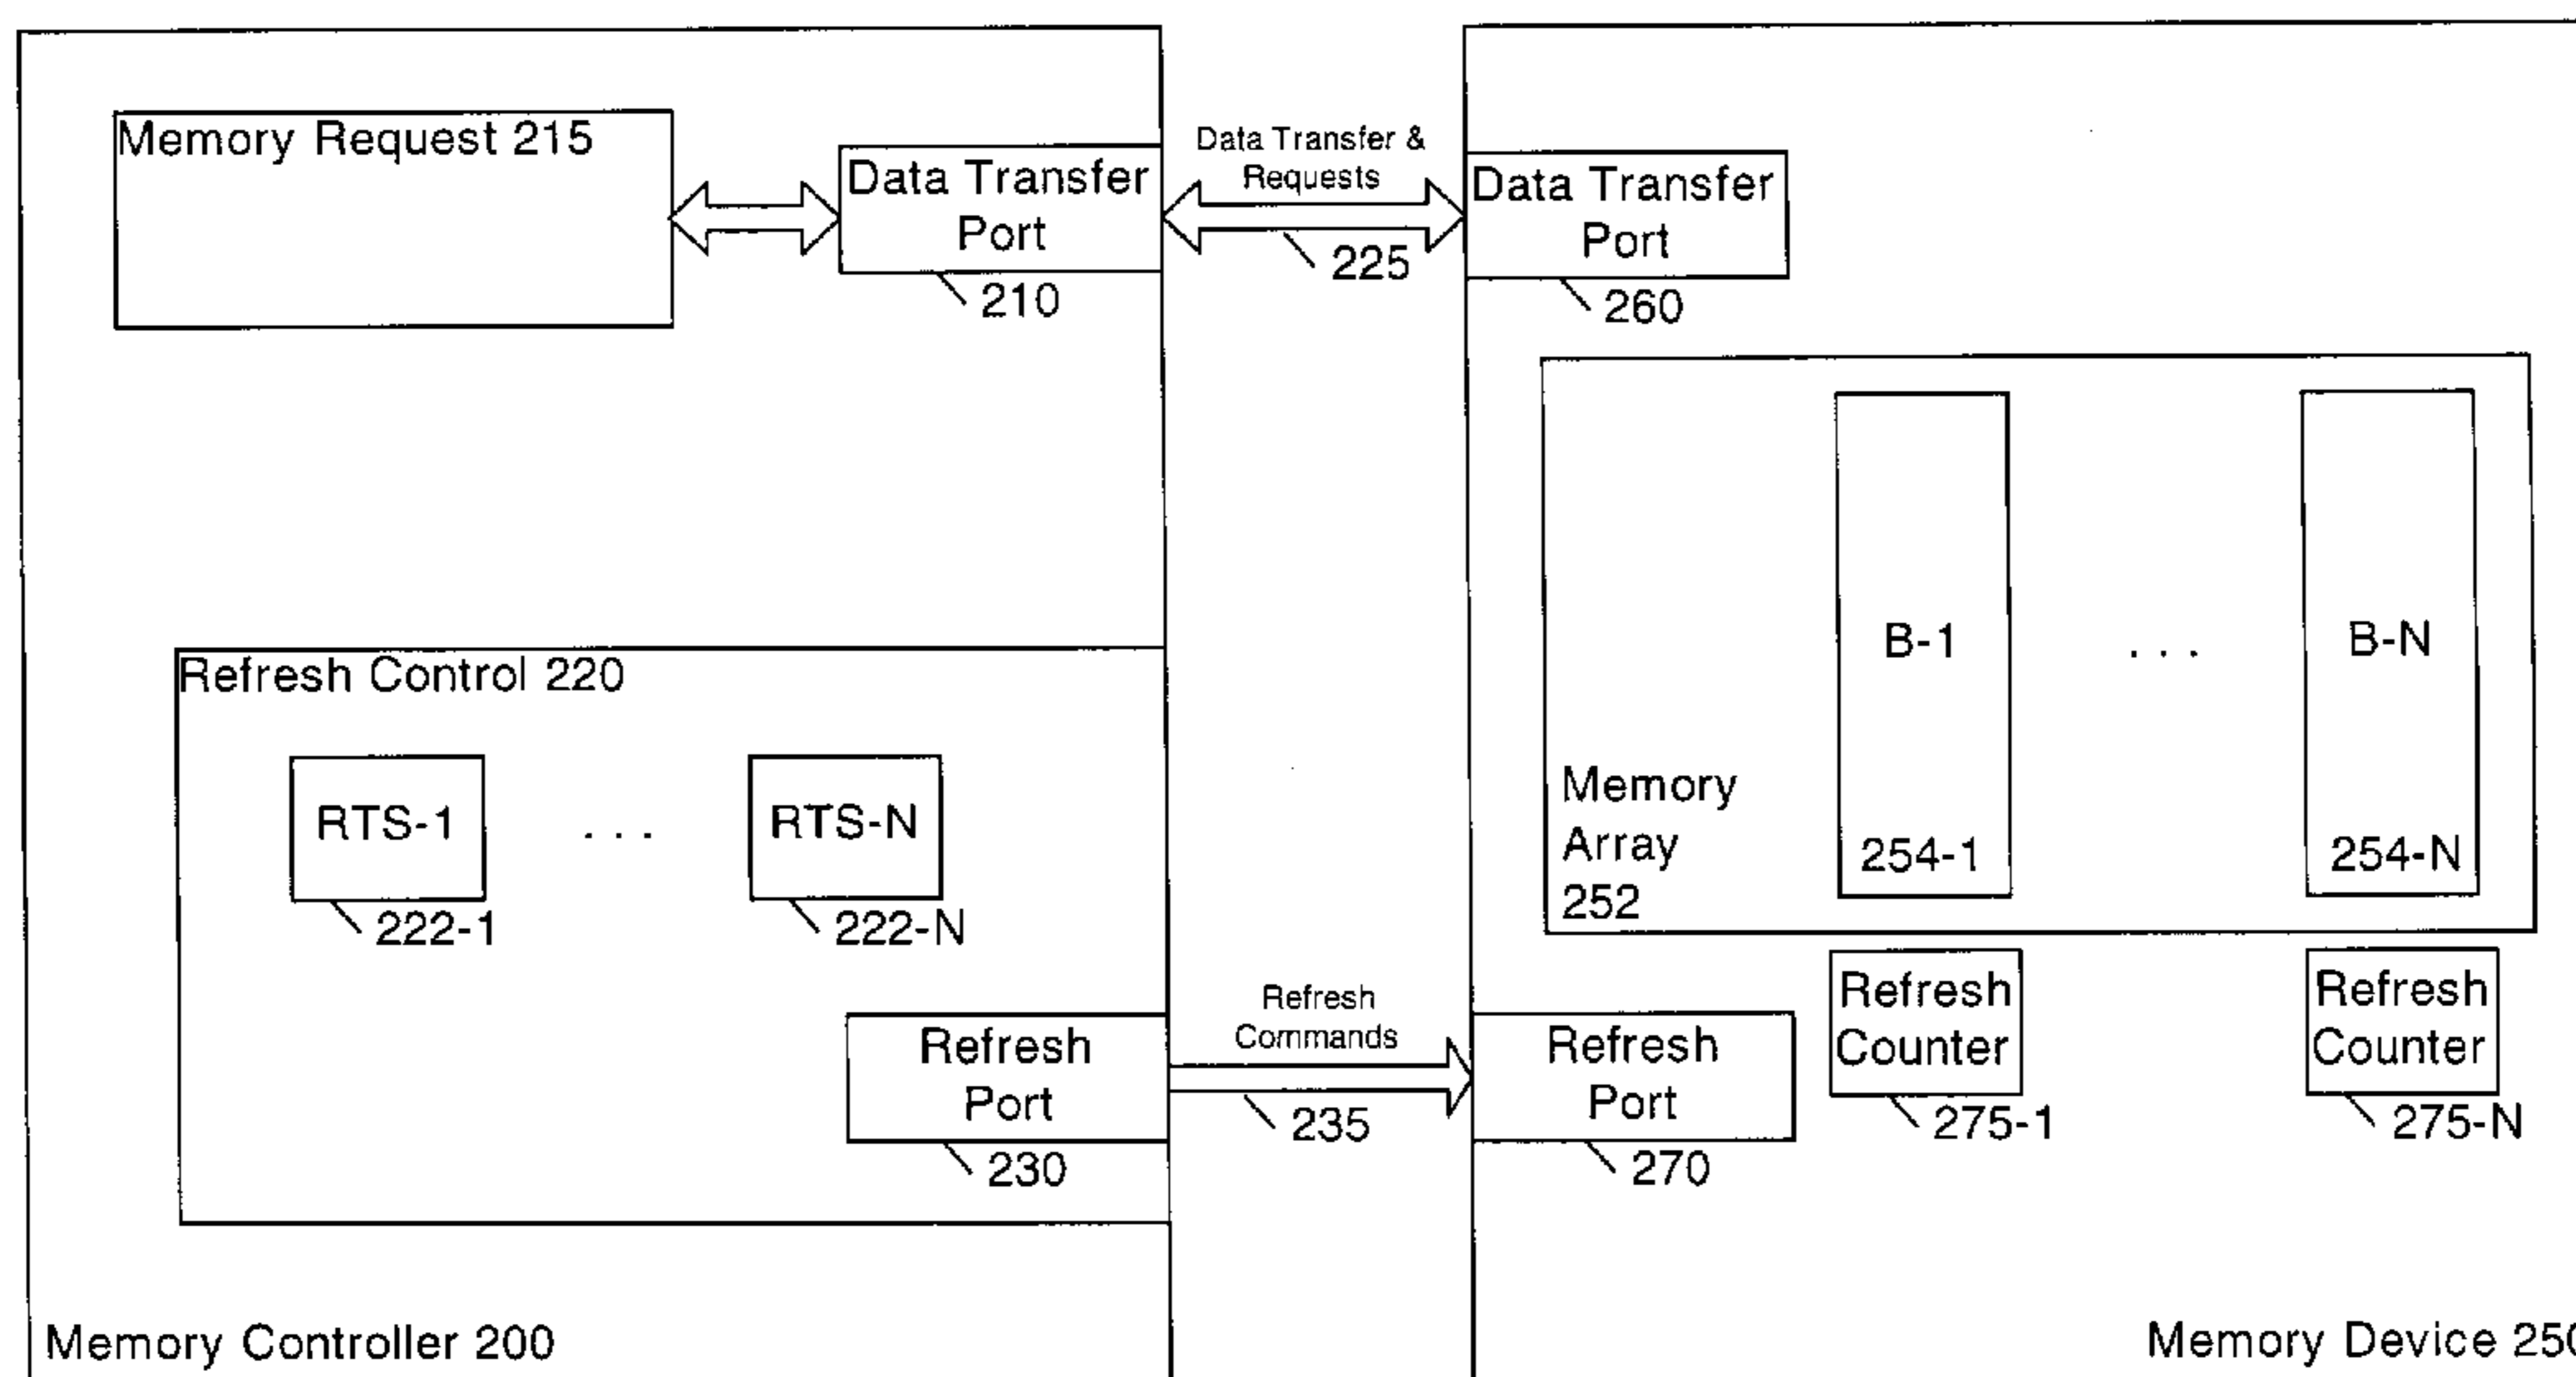 Memory Request 215
Data Transfer
Port
210
Data Transfer &
Requests
225
Data Transfer
Port
260
Refresh Control 220
RTS-1
222-1
. . .
RTS-N
222-N
Refresh
Port
230
Refresh
Commands
235
Refresh
Port
270
Memory
Array
252
B-1
254-1
. . .
B-N
254-N
Refresh
Counter
275-1
Refresh
Counter
275-N
Memory Controller 200
Memory Device 250